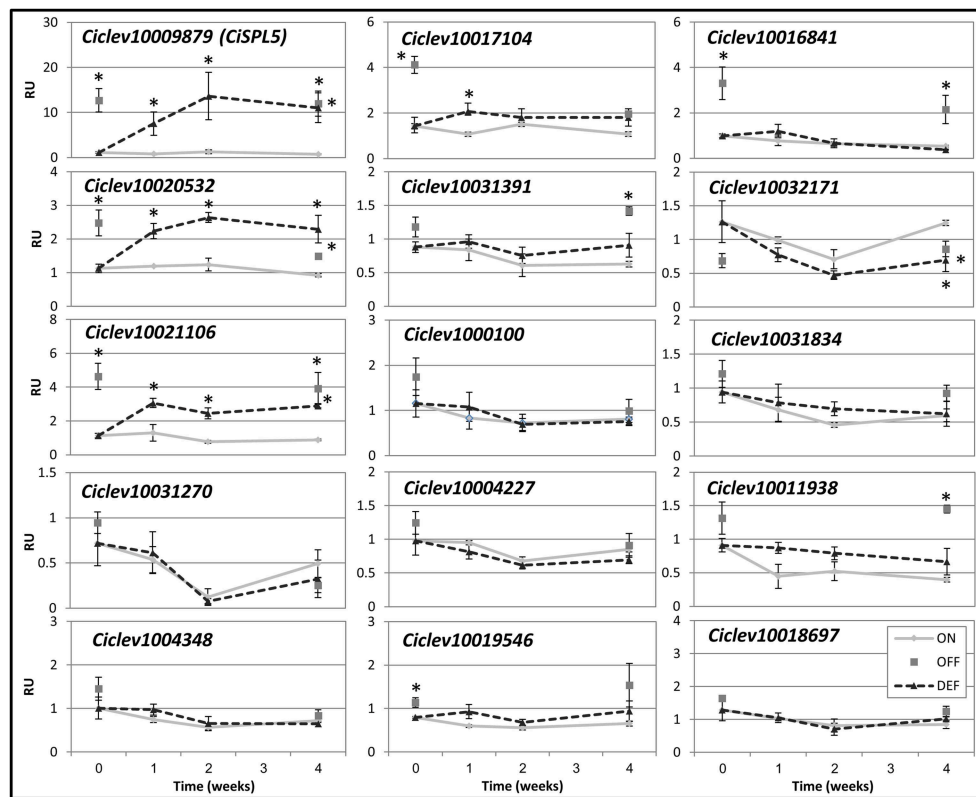 Ciclev10009879 (CiSPL5)
30
20
10
0
RU
* * * * *
Ciclev10017104
6
4
2
0
* *
Ciclev10016841
6
4
2
0
* *
Ciclev10020532
4
3
2
1
0
RU
* * * * *
Ciclev10031391
2
1.5
1
0.5
0
*
Ciclev10032171
2
1.5
1
0.5
0
* *
Ciclev10021106
8
6
4
2
0
RU
* * * * *
Ciclev1000100
3
2
1
0
Ciclev10031834
2
1.5
1
0.5
0
Ciclev10031270
1.5
1
0.5
0
RU
Ciclev10004227
2
1.5
1
0.5
0
Ciclev10011938
2
1.5
1
0.5
0
*
Ciclev1004348
3
2
1
0
RU
0 1 2 3 4
Time (weeks)
Ciclev10019546
3
2
1
0
*
0 1 2 3 4
Time (weeks)
Ciclev10018697
4
3
2
1
0
0 1 2 3 4
Time (weeks)
ON
OFF
DEF